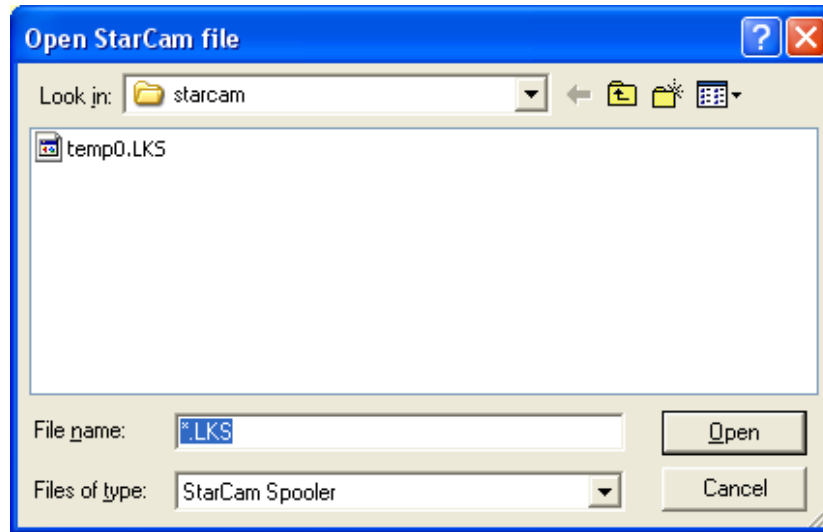 Open StarCam file
Look in: starcam
temp0.LKS
File name: *.LKS Open
Files of type: StarCam Spooler Cancel